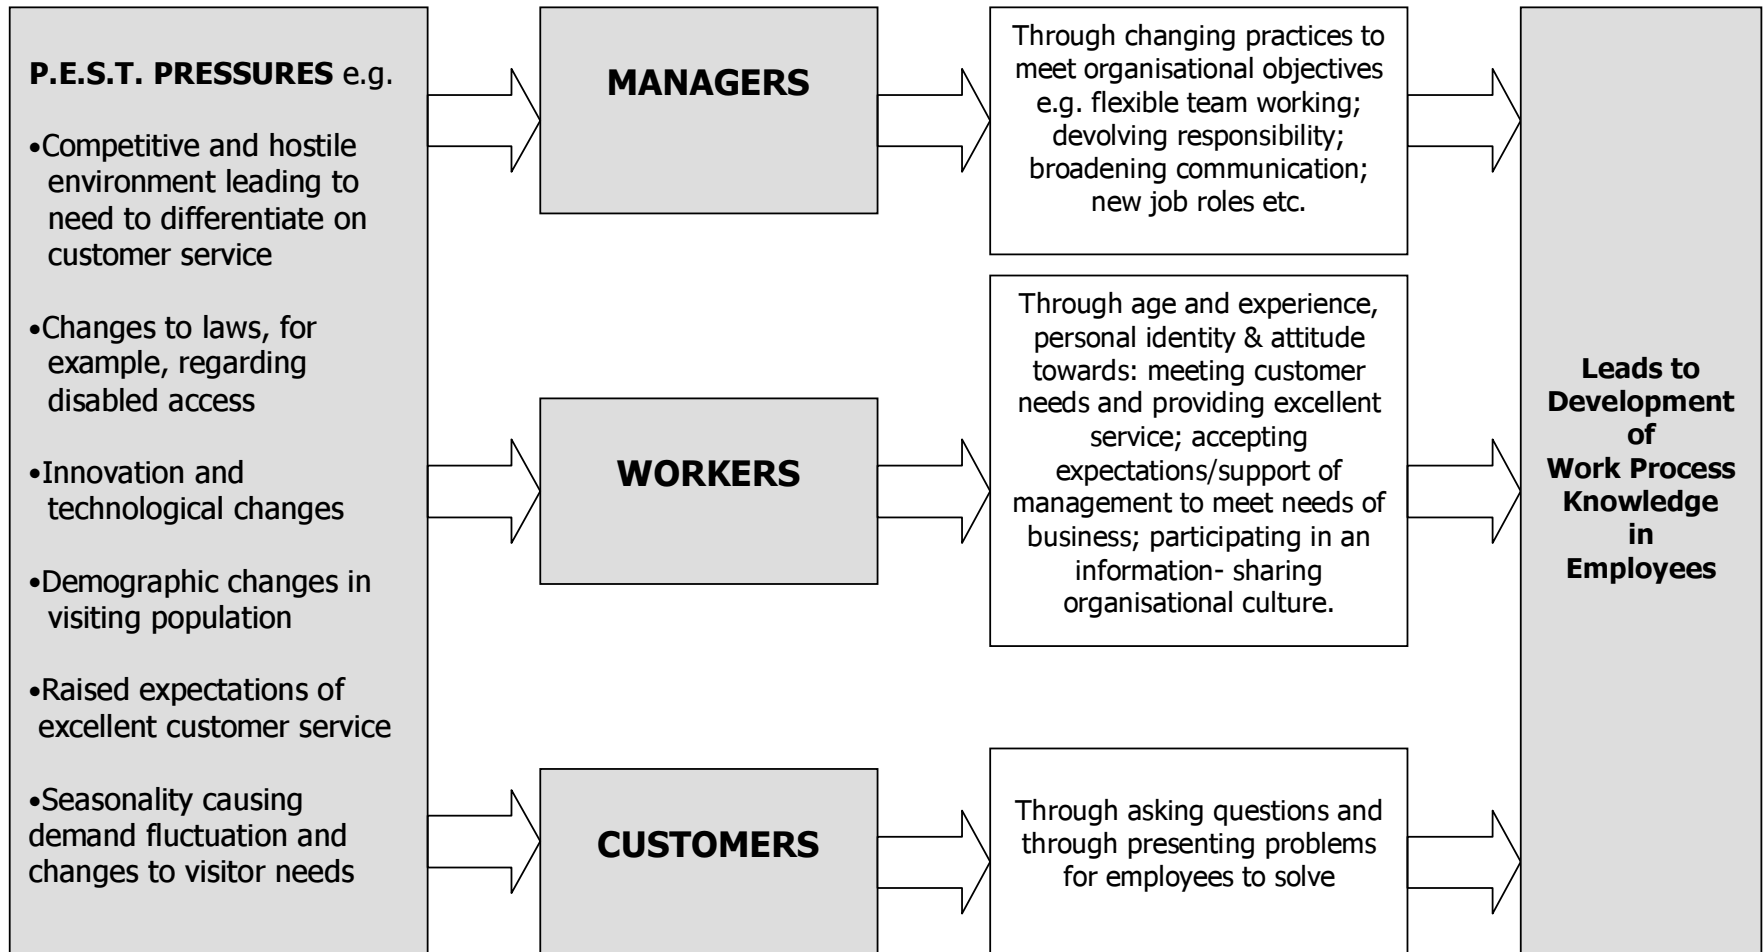 P.E.S.T. PRESSURES e.g.
•Competitive and hostile
environment leading to
need to differentiate on
customer service
•Changes to laws, for
example, regarding
disabled access
•Innovation and
technological changes
•Demographic changes in
visiting population
•Raised expectations of
excellent customer service
•Seasonality causing
demand fluctuation and
changes to visitor needs
MANAGERS
Through changing practices to
meet organisational objectives
e.g. flexible team working;
devolving responsibility;
broadening communication;
new job roles etc.
WORKERS
Through age and experience,
personal identity & attitude
towards: meeting customer
needs and providing excellent
service; accepting
expectations/support of
management to meet needs of
business; participating in an
information- sharing
organisational culture.
CUSTOMERS
Through asking questions and
through presenting problems
for employees to solve
Leads to
Development
of
Work Process
Knowledge
in
Employees